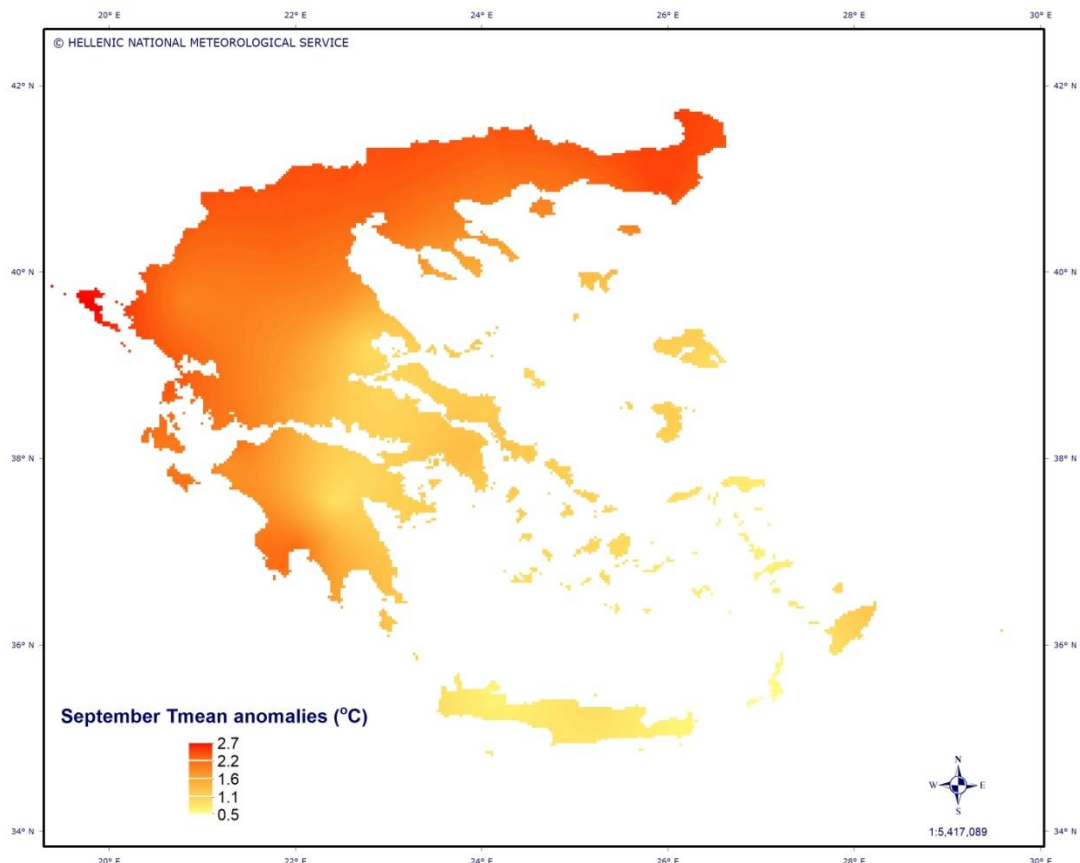 20° E 22° E 24° E 26° E 28° E 30° E
© HELLENIC NATIONAL METEOROLOGICAL SERVICE
42° N 42° N
40° N 40° N
38° N 38° N
36° N 36° N
September Tmean anomalies (°C)
2.7
2.2
1.6
1.1
0.5
N
W E
S
1:5,417,089
34° N 34° N
20° E 22° E 24° E 26° E 28° E 30° E